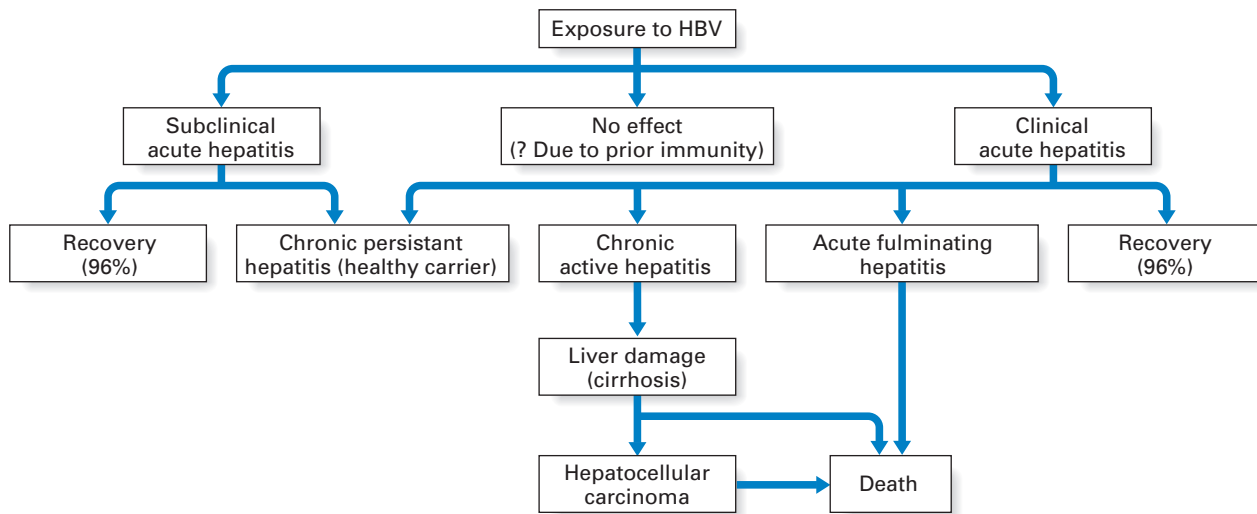 Exposure to HBV
Subclinical
acute hepatitis
No effect
(? Due to prior immunity)
Clinical
acute hepatitis
Recovery
(96%)
Chronic persistant
hepatitis (healthy carrier)
Chronic
active hepatitis
Acute fulminating
hepatitis
Recovery
(96%)
Liver damage
(cirrhosis)
Hepatocellular
carcinoma
Death